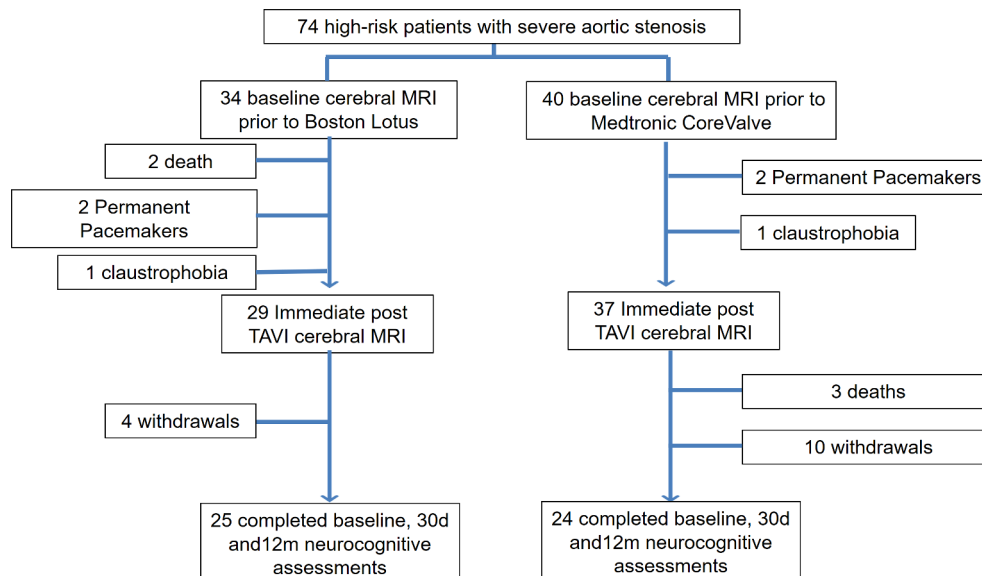 74 high-risk patients with severe aortic stenosis
34 baseline cerebral MRI
prior to Boston Lotus
40 baseline cerebral MRI prior to
Medtronic CoreValve
2 death
2 Permanent Pacemakers
2 Permanent
Pacemakers
1 claustrophobia
1 claustrophobia
29 Immediate post
TAVI cerebral MRI
37 Immediate post
TAVI cerebral MRI
3 deaths
4 withdrawals
10 withdrawals
25 completed baseline, 30d
and12m neurocognitive
assessments
24 completed baseline, 30d
and12m neurocognitive
assessments